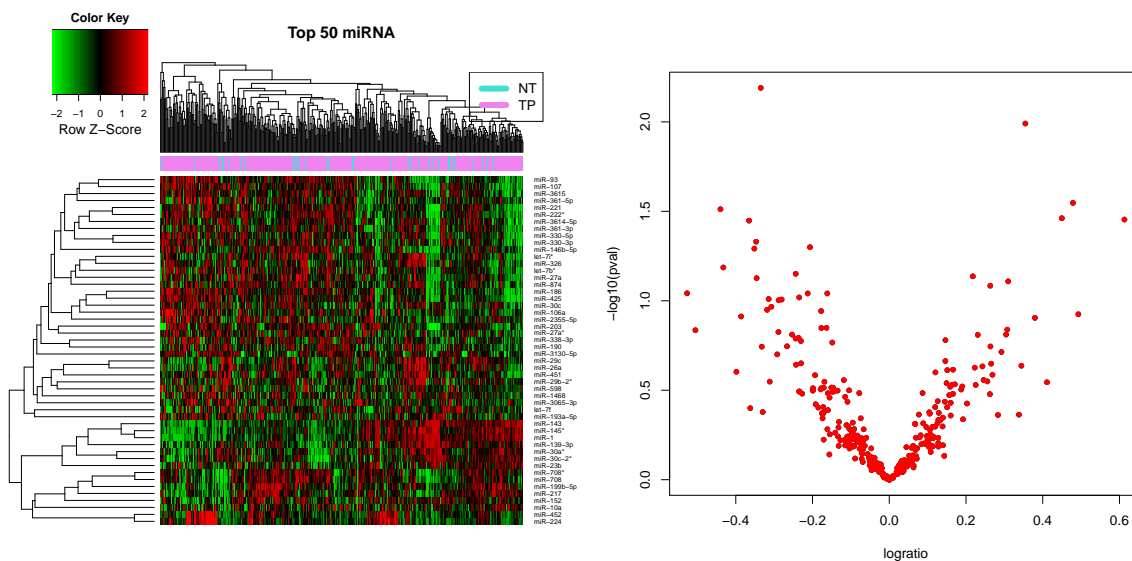 Color Key
−2 −1 0 1 2
Row Z−Score
Top 50 miRNA
NT
TP
miR−93
miR−107
miR−3615
miR−361−5p
miR−221
miR−222*
miR−3614−5p
miR−361−3p
miR−330−5p
miR−330−3p
miR−146b−5p
let−7i*
miR−326
let−7b*
miR−27a
miR−874
miR−186
miR−425
miR−30c
miR−106a
miR−2355−5p
miR−203
miR−27a*
miR−338−3p
miR−190
miR−3130−5p
miR−29c
miR−26a
miR−451
miR−29b−2*
miR−598
miR−1468
miR−3065−3p
let−7f
miR−193a−5p
miR−143
miR−145*
miR−1
miR−139−3p
miR−30a*
miR−30c−2*
miR−23b
miR−708*
miR−708
miR−199b−5p
miR−217
miR−152
miR−10a
miR−452
miR−224
−log10(pval)
2.0
1.5
1.0
0.5
0.0
−0.4 −0.2 0.0 0.2 0.4 0.6
logratio